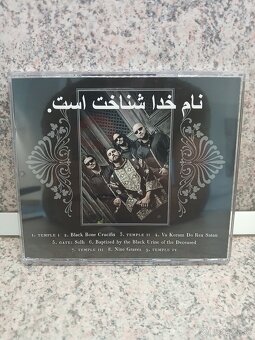 نام خدا شناخت است.
1. TEMPLE I 2. Black Bone Crucifix 3. TEMPLE II 4. Va Koram Do Rex Satan
5. GATE: Sulh 6. Baptized by the Black Urine of the Deceased
7. TEMPLE III 8. Nine Graves 9. TEMPLE IV